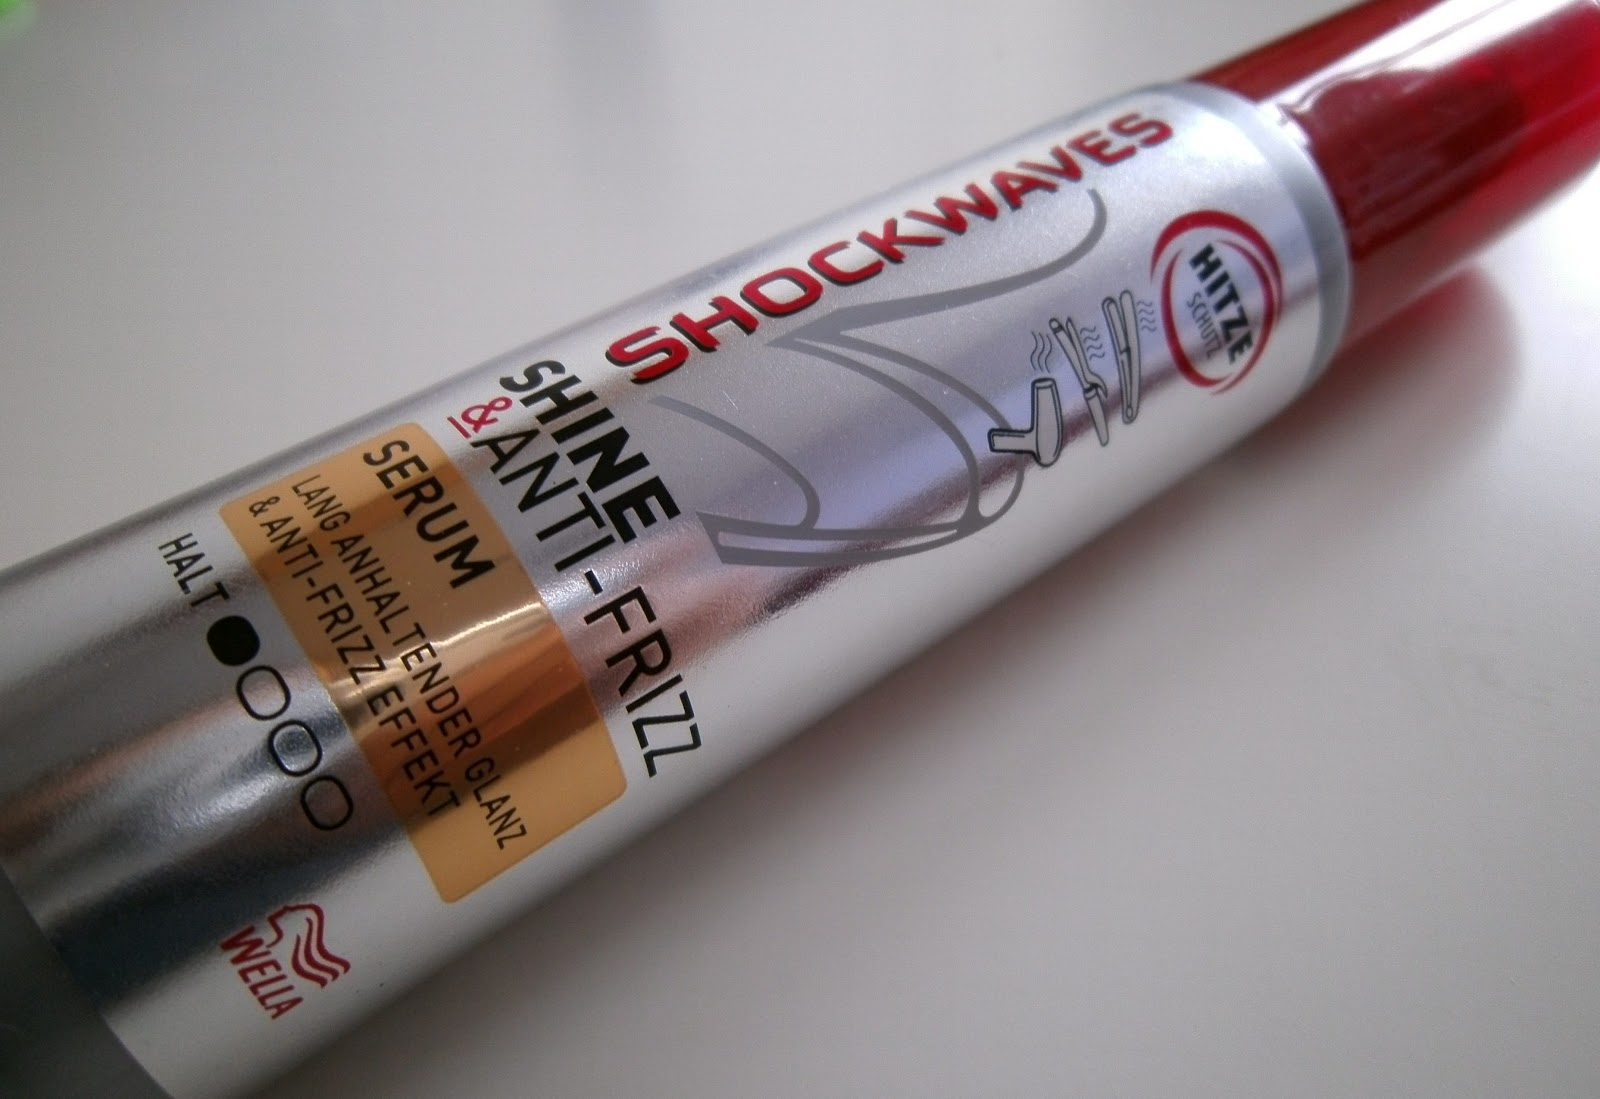 HITZE
SCHUTZ
SHOCKWAVES
SHINE
& ANTI-FRIZZ
SERUM
LANG ANHALTENDER GLANZ
& ANTI-FRIZZ EFFEKT
HALT
WELLA